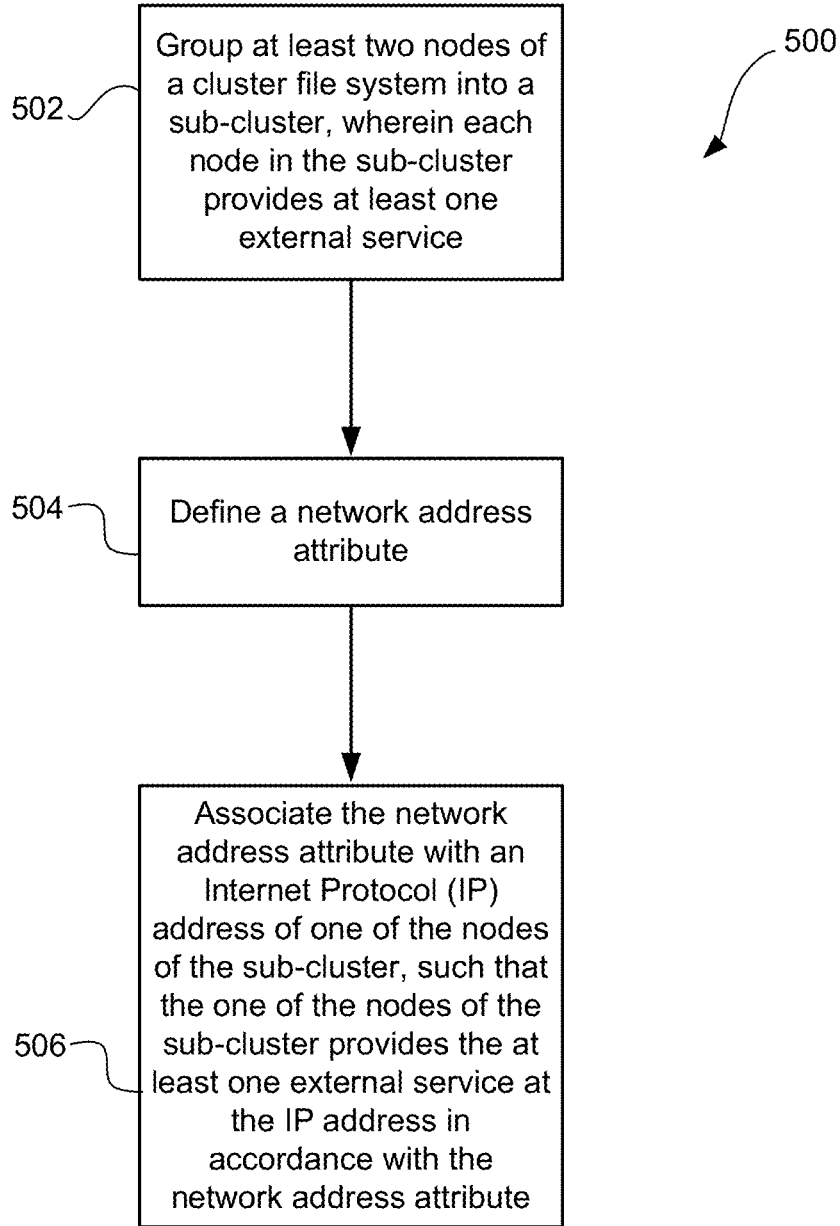 500
502
Group at least two nodes of
a cluster file system into a
sub-cluster, wherein each
node in the sub-cluster
provides at least one
external service
504
Define a network address
attribute
506
Associate the network
address attribute with an
Internet Protocol (IP)
address of one of the nodes
of the sub-cluster, such that
the one of the nodes of the
sub-cluster provides the at
least one external service at
the IP address in
accordance with the
network address attribute